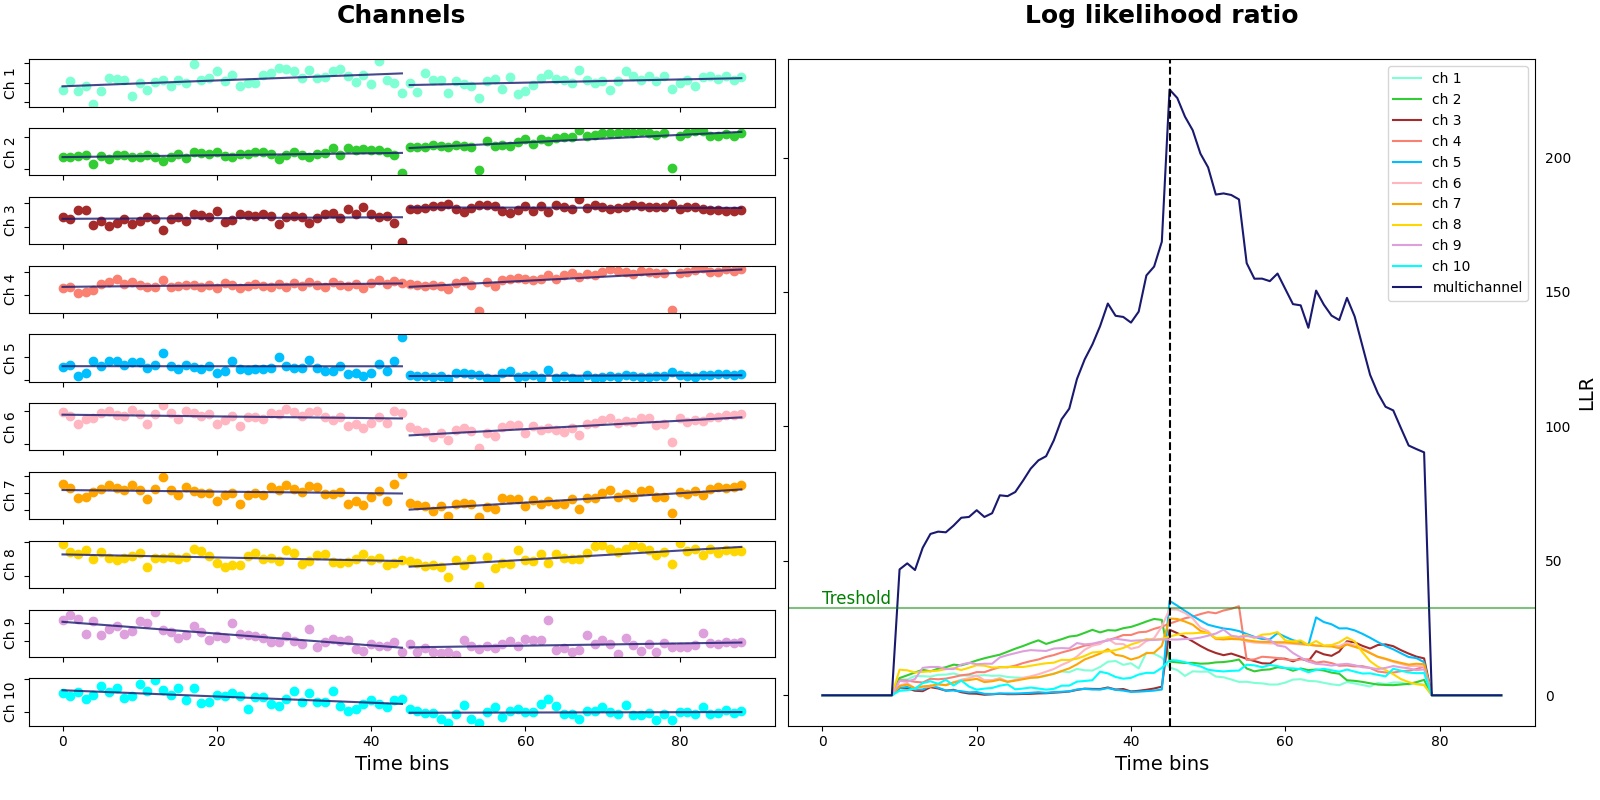 Channels
Ch 1
Ch 2
Ch 3
Ch 4
Ch 5
Ch 6
Ch 7
Ch 8
Ch 9
Ch 10
0 20 40 60 80
Time bins
Log likelihood ratio
ch 1
ch 2
ch 3
ch 4
ch 5
ch 6
ch 7
ch 8
ch 9
ch 10
multichannel
Treshold
200
150
100
50
0
LLR
0 20 40 60 80
Time bins